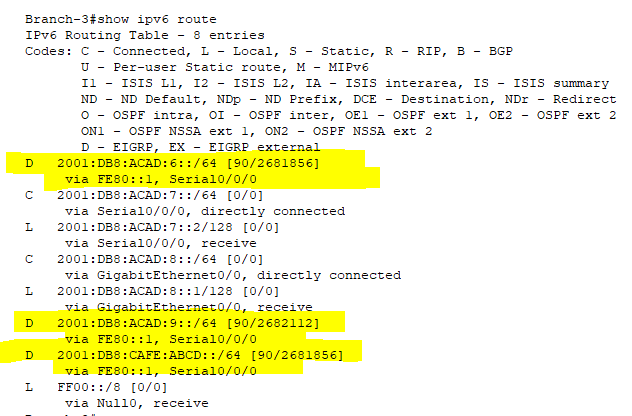 Branch-3#show ipv6 route
IPv6 Routing Table - 8 entries
Codes: C - Connected, L - Local, S - Static, R - RIP, B - BGP
U - Per-user Static route, M - MIPv6
I1 - ISIS L1, I2 - ISIS L2, IA - ISIS interarea, IS - ISIS summary
ND - ND Default, NDp - ND Prefix, DCE - Destination, NDr - Redirect
O - OSPF intra, OI - OSPF inter, OE1 - OSPF ext 1, OE2 - OSPF ext 2
ON1 - OSPF NSSA ext 1, ON2 - OSPF NSSA ext 2
D - EIGRP, EX - EIGRP external
D 2001:DB8:ACAD:6::/64 [90/2681856]
via FE80::1, Serial0/0/0
C 2001:DB8:ACAD:7::/64 [0/0]
via Serial0/0/0, directly connected
L 2001:DB8:ACAD:7::2/128 [0/0]
via Serial0/0/0, receive
C 2001:DB8:ACAD:8::/64 [0/0]
via GigabitEthernet0/0, directly connected
L 2001:DB8:ACAD:8::1/128 [0/0]
via GigabitEthernet0/0, receive
D 2001:DB8:ACAD:9::/64 [90/2682112]
via FE80::1, Serial0/0/0
D 2001:DB8:CAFE:ABCD::/64 [90/2681856]
via FE80::1, Serial0/0/0
L FF00::/8 [0/0]
via Null0, receive